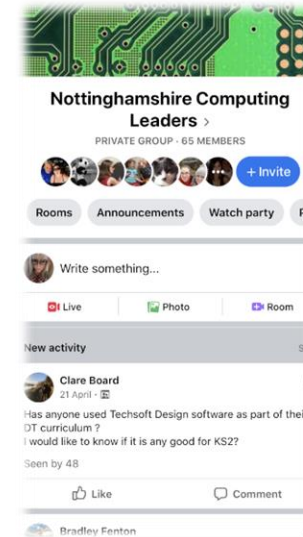 Nottinghamshire Computing
Leaders >
PRIVATE GROUP · 65 MEMBERS
+ Invite
Rooms Announcements Watch party
Write something...
Live Photo Room
New activity
Clare Board
21 April ·
Has anyone used Techsoft Design software as part of thei
DT curriculum ?
I would like to know if it is any good for KS2?
Seen by 48
Like Comment
Bradley Fenton